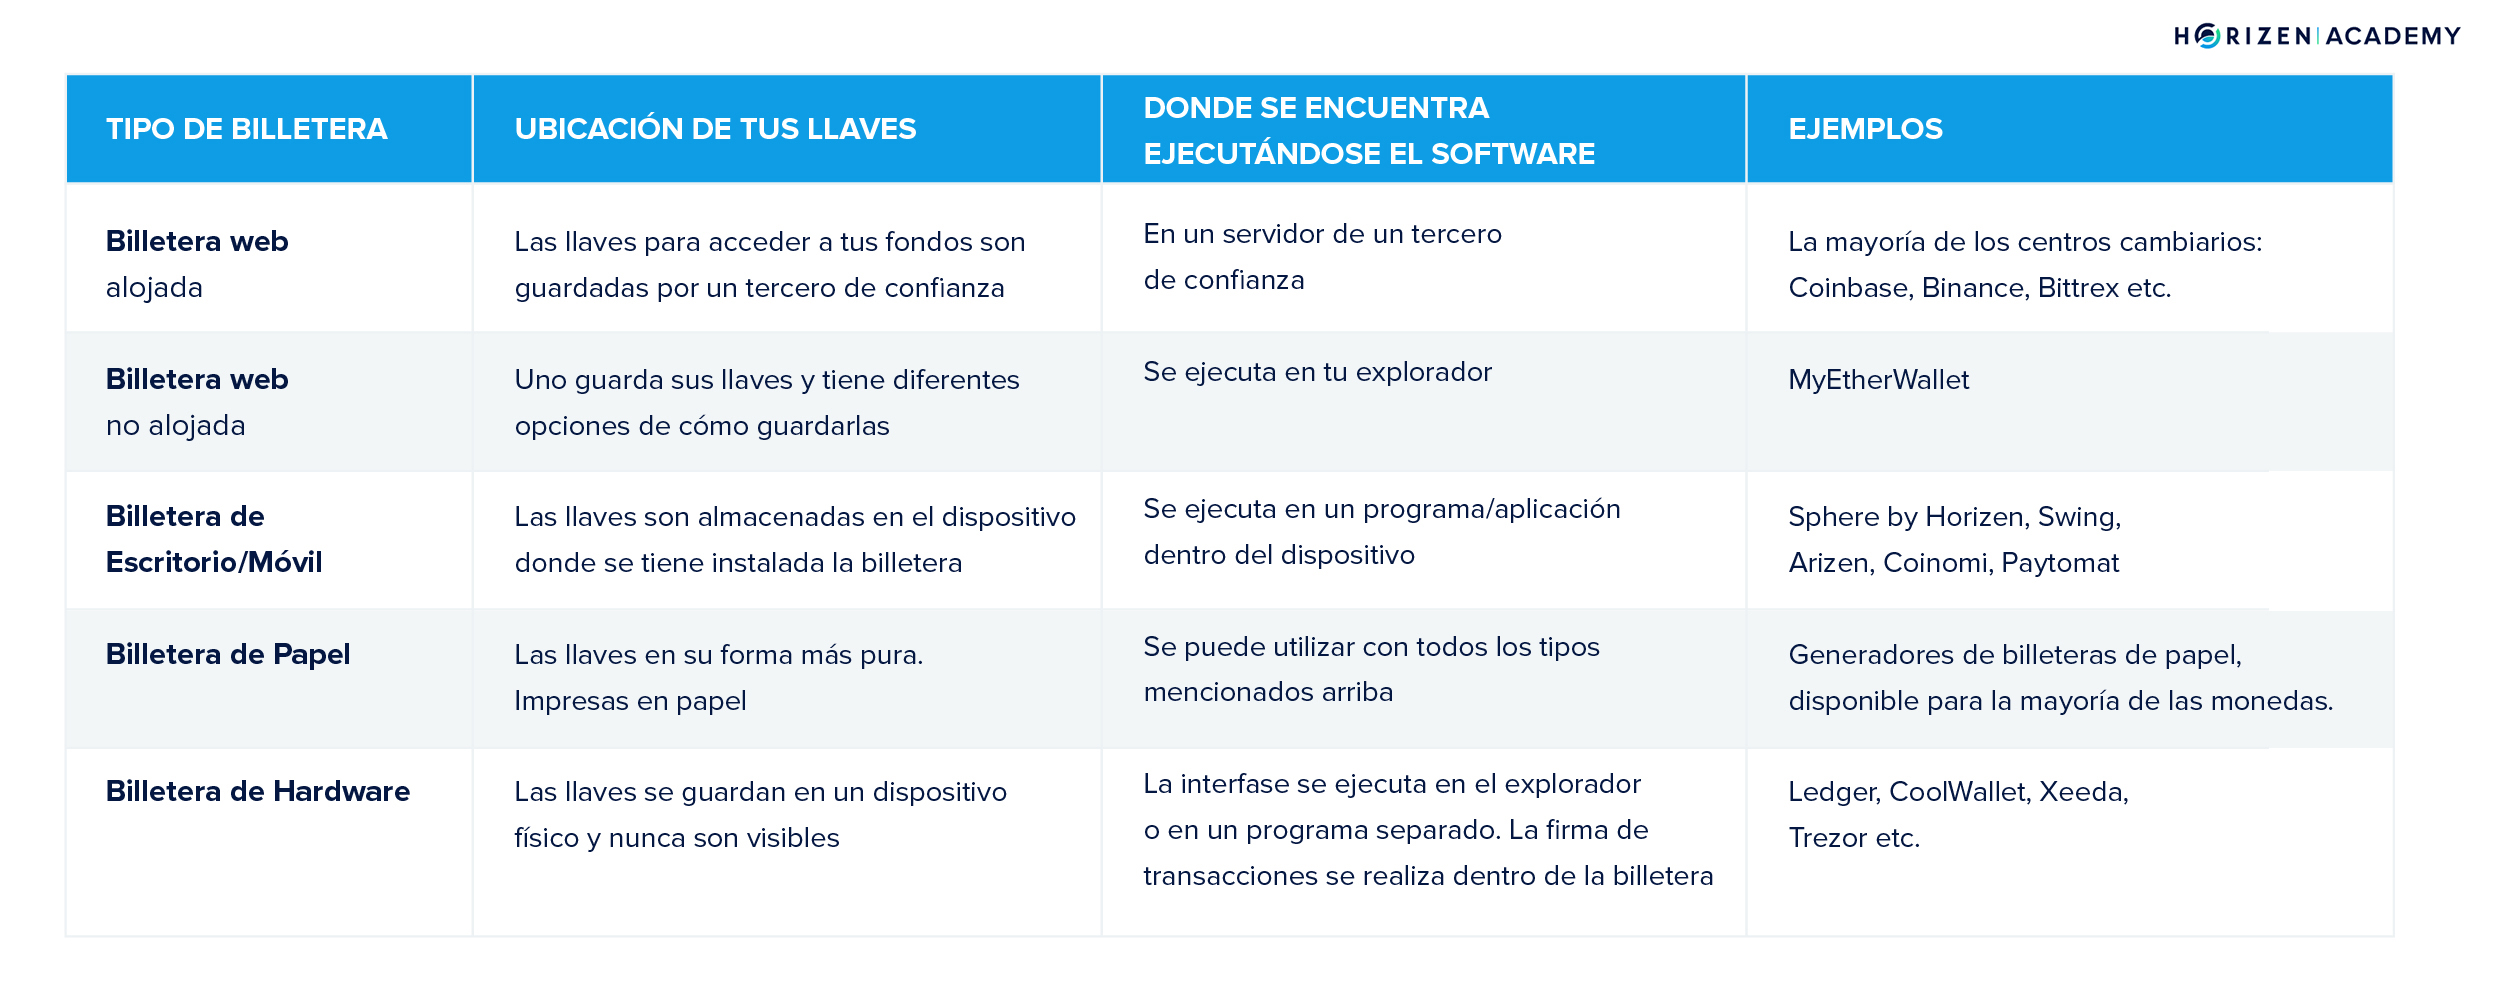 HORIZEN | ACADEMY
TIPO DE BILLETERA
UBICACIÓN DE TUS LLAVES
DONDE SE ENCUENTRA
EJECUTÁNDOSE EL SOFTWARE
EJEMPLOS
Billetera web
alojada
Las llaves para acceder a tus fondos son
guardadas por un tercero de confianza
En un servidor de un tercero
de confianza
La mayoría de los centros cambiarios:
Coinbase, Binance, Bittrex etc.
Billetera web
no alojada
Uno guarda sus llaves y tiene diferentes
opciones de cómo guardarlas
Se ejecuta en tu explorador
MyEtherWallet
Billetera de
Escritorio/Móvil
Las llaves son almacenadas en el dispositivo
donde se tiene instalada la billetera
Se ejecuta en un programa/aplicación
dentro del dispositivo
Sphere by Horizen, Swing,
Arizen, Coinomi, Paytomat
Billetera de Papel
Las llaves en su forma más pura.
Impresas en papel
Se puede utilizar con todos los tipos
mencionados arriba
Generadores de billeteras de papel,
disponible para la mayoría de las monedas.
Billetera de Hardware
Las llaves se guardan en un dispositivo
físico y nunca son visibles
La interfase se ejecuta en el explorador
o en un programa separado. La firma de
transacciones se realiza dentro de la billetera
Ledger, CoolWallet, Xeeda,
Trezor etc.